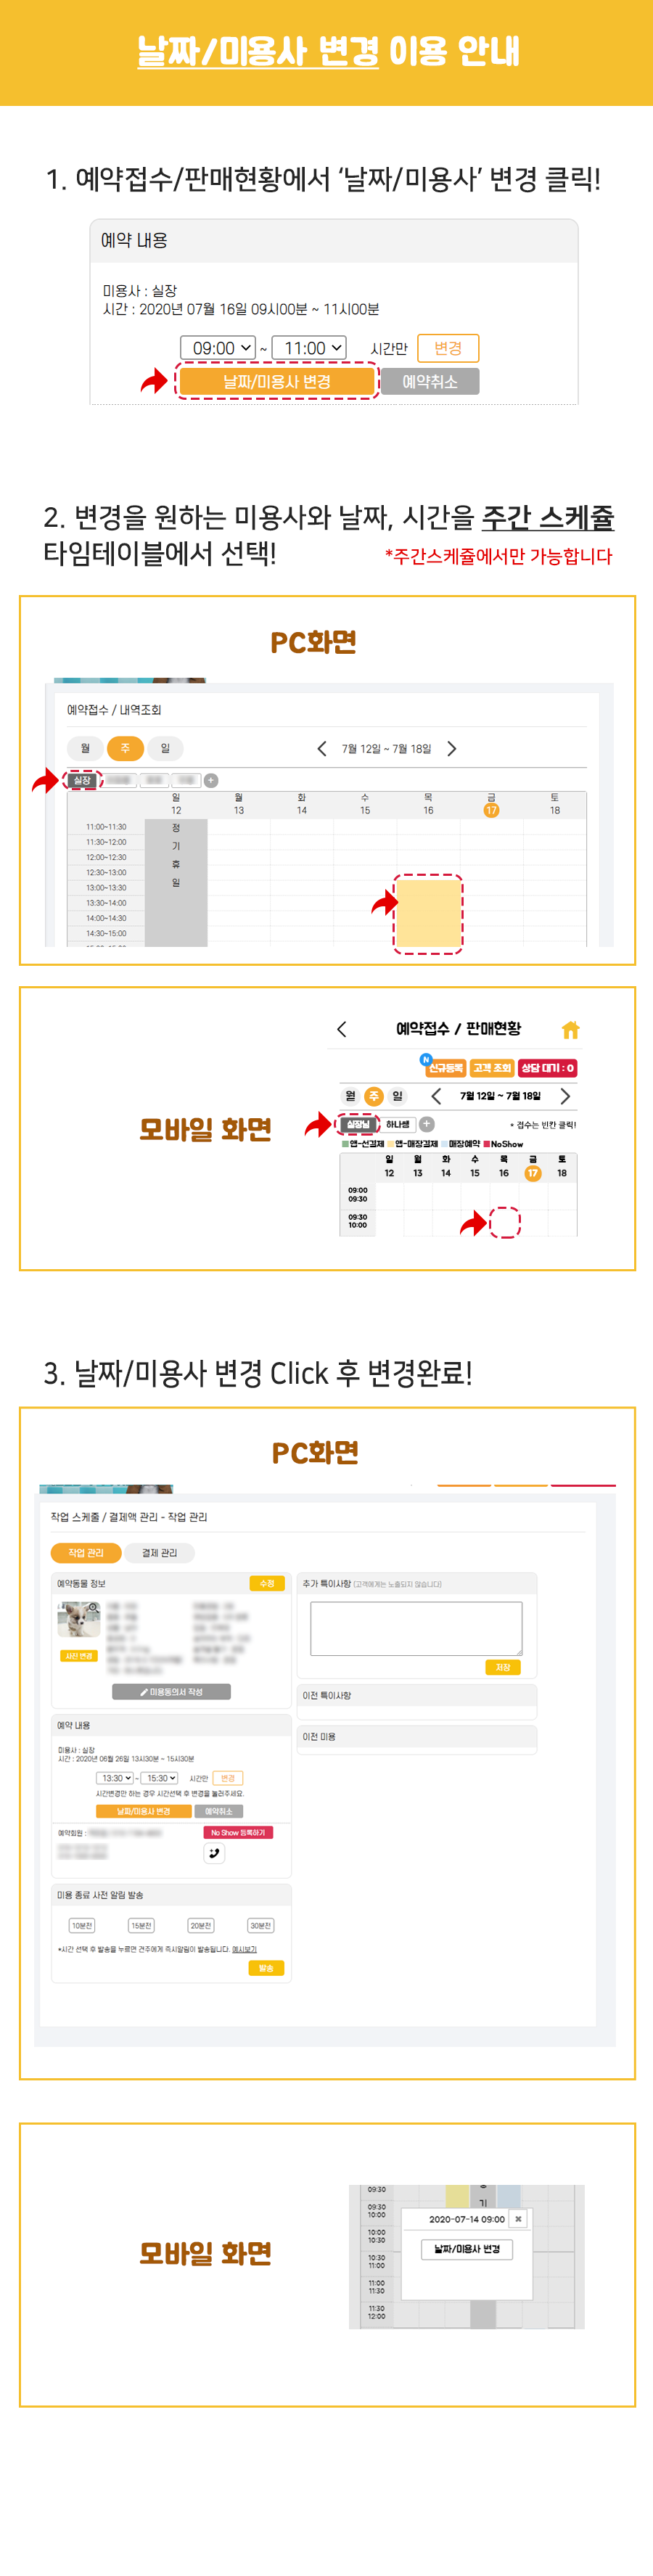 날짜/미용사 변경 이용 안내
1. 예약접수/판매현황에서 ‘날짜/미용사’ 변경 클릭!
예약 내용
미용사 : 실장
시간 : 2020년 07월 16일 09시00분 ~ 11시00분
09:00 ~ 11:00 시간만 변경
날짜/미용사 변경 예약취소
2. 변경을 원하는 미용사와 날짜, 시간을 주간 스케쥴
타임테이블에서 선택!
*주간스케쥴에서만 가능합니다
PC화면
예약접수 / 내역조회
월 주 일 7월 12일 ~ 7월 18일
실장 +
일 월 화 수 목 금 토
12 13 14 15 16 17 18
11:00~11:30 정
11:30~12:00 기
12:00~12:30 휴
12:30~13:00 일
13:00~13:30
13:30~14:00
14:00~14:30
14:30~15:00
예약접수 / 판매현황
N
신규등록 고객 조회 상담 대기 : 0
월 주 일 7월 12일 ~ 7월 18일
모바일 화면
실장님 하나쌤 + * 접수는 빈칸 클릭!
앱-선결제 앱-매장결제 매장예약 NoShow
일 월 화 수 목 금 토
12 13 14 15 16 17 18
09:00
09:30
09:30
10:00
3. 날짜/미용사 변경 Click 후 변경완료!
PC화면
작업 스케줄 / 결제액 관리 - 작업 관리
작업 관리 결제 관리
예약동물 정보 수정
사진 변경
미용동의서 작성
추가 특이사항 (고객에게는 노출되지 않습니다)
저장
이전 특이사항
이전 미용
예약 내용
미용사 : 실장
시간 : 2020년 06월 26일 13시30분 ~ 15시30분
13:30 ~ 15:30 시간만 변경
시간변경만 하는 경우 시간선택 후 변경을 눌러주세요.
날짜/미용사 변경 예약취소
예약회원 :
No Show 등록하기
미용 종료 사전 알림 발송
10분전 15분전 20분전 30분전
*시간 선택 후 발송을 누르면 견주에게 즉시알림이 발송됩니다. 예시보기
발송
모바일 화면
09:30
09:30
10:00
기
2020-07-14 09:00 ✖
날짜/미용사 변경
10:00
10:30
10:30
11:00
11:00
11:30
11:30
12:00